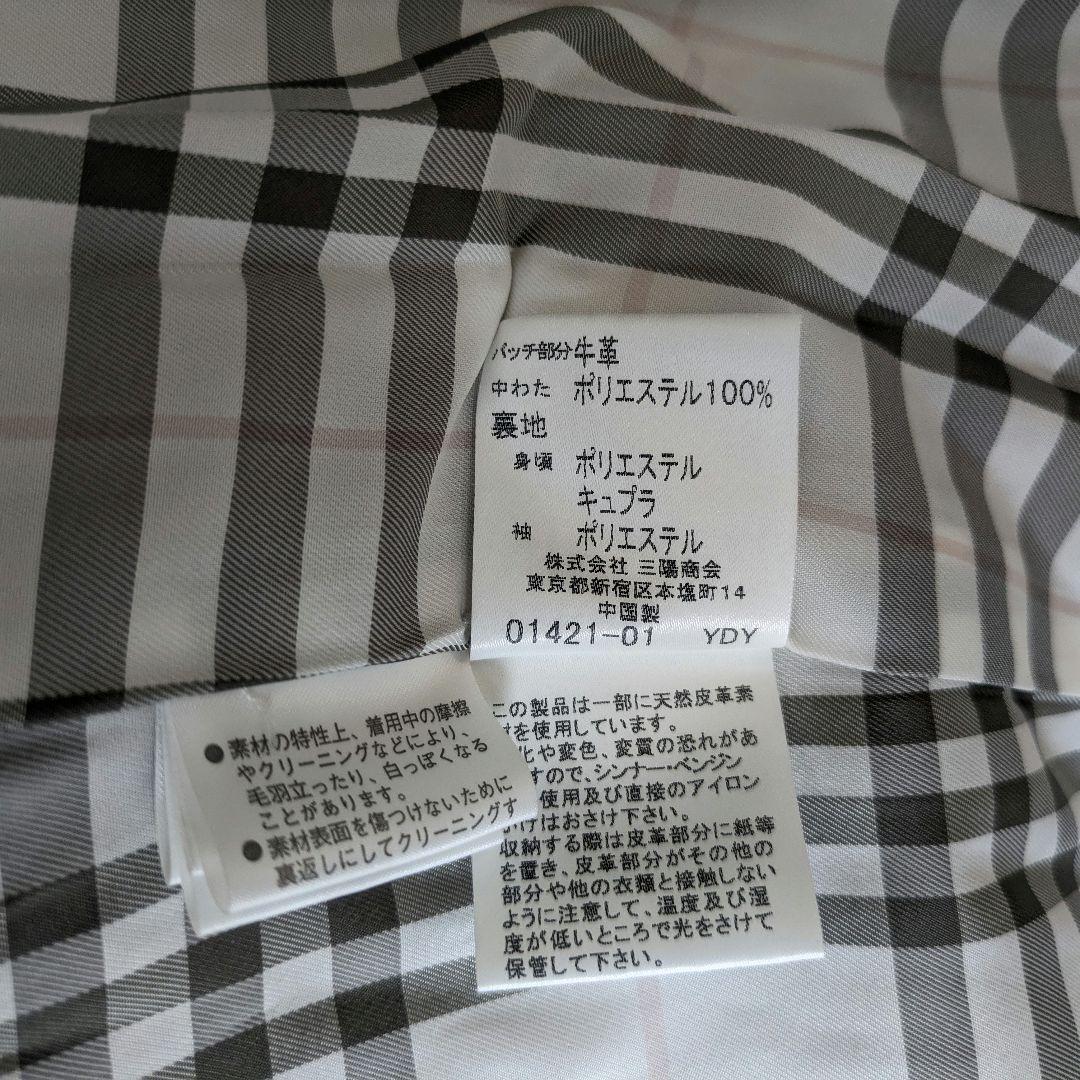 パッチ部分 牛革
中わた ポリエステル100%
裏地
身頃 ポリエステル
キュプラ
袖 ポリエステル
株式会社 三陽商会
東京都新宿区本塩町14
中国製
01421-01 YDY
●素材の特性上、着用中の摩擦
やクリーニングなどにより、
毛羽立ったり、白っぽくなる
ことがあります。
●素材表面を傷つけないために
裏返しにしてクリーニングす
この製品は一部に天然皮革素
を使用しています。
化や変色、変質の恐れがあ
すので、シンナー・ベンジン
使用及び直接のアイロン
けはおさけ下さい。
収納する際は皮革部分に紙等
を置き、皮革部分がその他の
部分や他の衣類と接触しない
ように注意して、温度及び湿
度が低いところで光をさけて
保管して下さい。